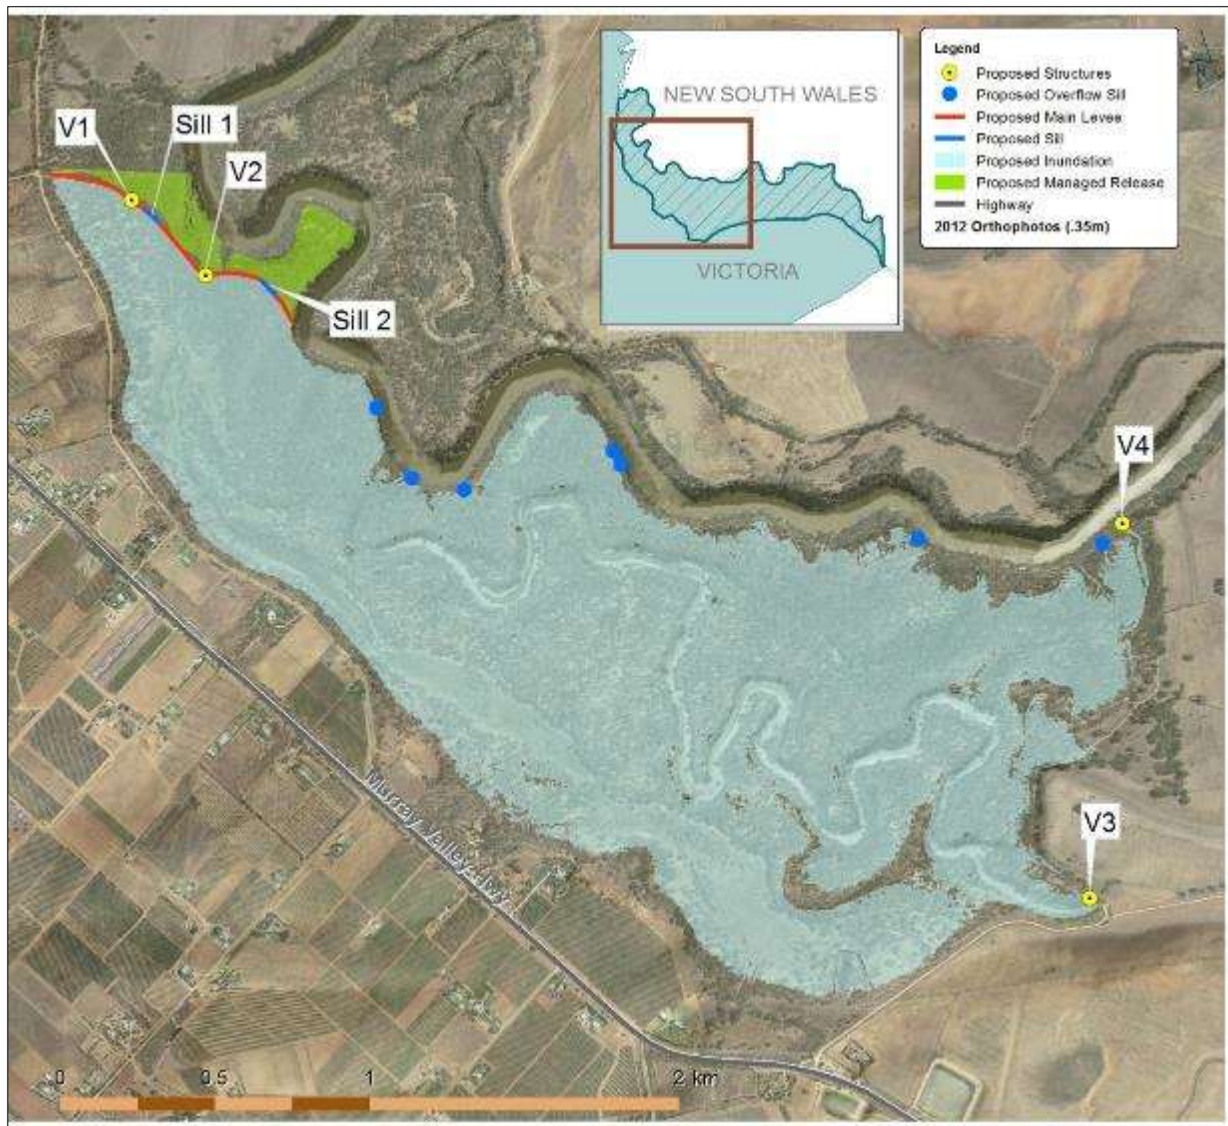 Legend
Proposed Structures
Proposed Overflow Sill
Proposed Main Levee
Proposed Sill
Proposed Inundation
Proposed Managed Release
Highway
2012 Orthophotos (.35m)
NEW SOUTH WALES
VICTORIA
V1
Sill 1
V2
Sill 2
V4
V3
Murray Valley Hwy
0 0.5 1 2 km